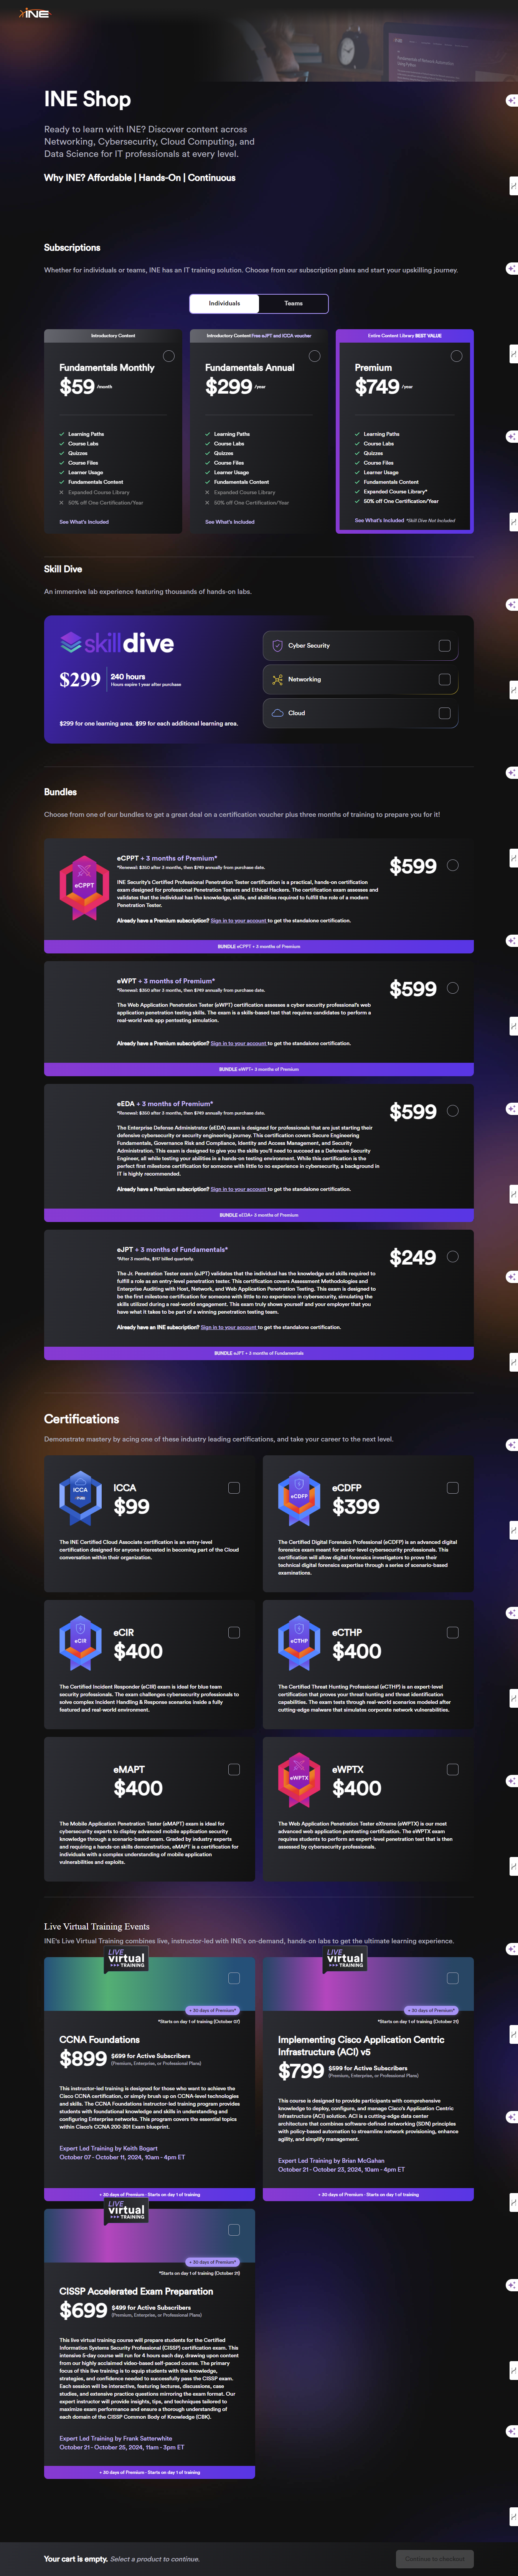 INE
INE Shop
Ready to learn with INE? Discover content across
Networking, Cybersecurity, Cloud Computing, and
Data Science for IT professionals at every level.
Why INE? Affordable | Hands-On | Continuous
Subscriptions
Whether for individuals or teams, INE has an IT training solution. Choose from our subscription plans and start your upskilling journey.
Individuals
Teams
Introductory Content
Fundamentals Monthly
$59 /month
Learning Paths
Course Labs
Quizzes
Course Files
Learner Usage
Fundamentals Content
Expanded Course Library
50% off One Certification/Year
See What's Included
Introductory Content Free eJPT and ICCA voucher
Fundamentals Annual
$299 /year
Learning Paths
Course Labs
Quizzes
Course Files
Learner Usage
Fundamentals Content
Expanded Course Library
50% off One Certification/Year
See What's Included
Entire Content Library BEST VALUE
Premium
$749 /year
Learning Paths
Course Labs
Quizzes
Course Files
Learner Usage
Fundamentals Content
Expanded Course Library*
50% off One Certification/Year
See What's Included *Skill Dive Not Included
Skill Dive
An immersive lab experience featuring thousands of hands-on labs.
skilldive
$299
240 hours
Hours expire 1 year after purchase
$299 for one learning area. $99 for each additional learning area.
Cyber Security
Networking
Cloud
Bundles
Choose from one of our bundles to get a great deal on a certification voucher plus three months of training to prepare you for it!
eCPPT
eCPPT + 3 months of Premium*
*Renewal: $350 after 3 months, then $749 annually from purchase date.
$599
INE Security's Certified Professional Penetration Tester certification is a practical, hands-on certification
exam designed for professional Penetration Testers and Ethical Hackers. The certification exam assesses and
validates that the individual has the knowledge, skills, and abilities required to fulfill the role of a modern
Penetration Tester.
Already have a Premium subscription? Sign in to your account to get the standalone certification.
BUNDLE eCPPT + 3 months of Premium
eWPT + 3 months of Premium*
*Renewal: $350 after 3 months, then $749 annually from purchase date.
$599
The Web Application Penetration Tester (eWPT) certification assesses a cyber security professional's web
application penetration testing skills. The exam is a skills-based test that requires candidates to perform a
real-world web app pentesting simulation.
Already have a Premium subscription? Sign in to your account to get the standalone certification.
BUNDLE eWPT+ 3 months of Premium
eEDA + 3 months of Premium*
*Renewal: $350 after 3 months, then $749 annually from purchase date.
$599
The Enterprise Defense Administrator (eEDA) exam is designed for professionals that are just starting their
defensive cybersecurity or security engineering journey. This certification covers Secure Engineering
Fundamentals, Governance Risk and Compliance, Identity and Access Management, and Security
Administration. This exam is designed to give you the skills you'll need to succeed as a Defensive Security
Engineer, all while testing your abilities in a hands-on testing environment. While this certification is the
perfect first milestone certification for someone with little to no experience in cybersecurity, a background in
IT is highly recommended.
Already have a Premium subscription? Sign in to your account to get the standalone certification.
BUNDLE eEDA+ 3 months of Premium
eJPT + 3 months of Fundamentals*
*After 3 months, $117 billed quarterly.
$249
The Jr. Penetration Tester exam (eJPT) validates that the individual has the knowledge and skills required to
fulfill a role as an entry-level penetration tester. This certification covers Assessment Methodologies and
Enterprise Auditing with Host, Network, and Web Application Penetration Testing. This exam is designed to
be the first milestone certification for someone with little to no experience in cybersecurity, simulating the
skills utilized during real-world engagement. This exam truly shows yourself and your employer that you
have what it takes to be part of a winning penetration testing team.
Already have an INE subscription? Sign in to your account to get the standalone certification.
BUNDLE eJPT + 3 months of Fundamentals
Certifications
Demonstrate mastery by acing one of these industry leading certifications, and take your career to the next level.
ICCA
ICCA
$99
The INE Certified Cloud Associate certification is an entry-level
certification designed for anyone interested in becoming part of the Cloud
conversation within their organization.
eCDFP
eCDFP
$399
The Certified Digital Forensics Professional (eCDFP) is an advanced digital
forensics exam meant for senior-level cybersecurity professionals. This
certification will allow digital forensics investigators to prove their
technical digital forensics expertise through a series of scenario-based
examinations.
eCIR
eCIR
$400
The Certified Incident Responder (eCIR) exam is ideal for blue team
security professionals. The exam challenges cybersecurity professionals to
solve complex Incident Handling & Response scenarios inside a fully
featured and real-world environment.
eCTHP
eCTHP
$400
The Certified Threat Hunting Professional (eCTHP) is an expert-level
certification that proves your threat hunting and threat identification
capabilities. The exam tests through real-world scenarios modeled after
cutting-edge malware that simulates corporate network vulnerabilities.
eMAPT
$400
The Mobile Application Penetration Tester (eMAPT) exam is ideal for
cybersecurity experts to display advanced mobile application security
knowledge through a scenario-based exam. Graded by industry experts
and requiring a hands-on skills demonstration, eMAPT is a certification for
individuals with a complex understanding of mobile application
vulnerabilities and exploits.
eWPTX
eWPTX
$400
The Web Application Penetration Tester eXtreme (eWPTX) is our most
advanced web application pentesting certification. The eWPTX exam
requires students to perform an expert-level penetration test that is then
assessed by cybersecurity professionals.
Live Virtual Training Events
INE's Live Virtual Training combines live, instructor-led training with INE's on-demand, hands-on labs to get the ultimate learning experience.
LIVE
virtual
TRAINING
+ 30 days of Premium*
*Starts on day 1 of training (October 07)
CCNA Foundations
$899
$699 for Active Subscribers
(Premium, Enterprise, or Professional Plans)
This instructor-led training is designed for those who want to achieve the
Cisco CCNA certification, or simply brush up on CCNA-level technologies
and skills. The CCNA Foundations instructor-led training program provides
students with foundational knowledge and skills in understanding and
configuring Enterprise networks. This program covers the essential topics
within Cisco's CCNA 200-301 Exam blueprint.
Expert Led Training by Keith Bogart
October 07 - October 11, 2024, 10am - 4pm ET
+ 30 days of Premium - Starts on day 1 of training
LIVE
virtual
TRAINING
+ 30 days of Premium*
*Starts on day 1 of training (October 21)
Implementing Cisco Application Centric
Infrastructure (ACI) v5
$799
$599 for Active Subscribers
(Premium, Enterprise, or Professional Plans)
This course is designed to provide participants with comprehensive
knowledge to deploy, configure, and manage Cisco's Application Centric
Infrastructure (ACI) solution. ACI is a cutting-edge data center
architecture that combines software-defined networking (SDN) principles
with policy-based automation to streamline network provisioning, enhance
agility, and simplify management.
Expert Led Training by Brian McGahan
October 21 - October 23, 2024, 10am - 4pm ET
+ 30 days of Premium - Starts on day 1 of training
LIVE
virtual
TRAINING
+ 30 days of Premium*
*Starts on day 1 of training (October 21)
CISSP Accelerated Exam Preparation
$699
$499 for Active Subscribers
(Premium, Enterprise, or Professional Plans)
This live virtual training course will prepare students for the Certified
Information Systems Security Professional (CISSP) certification exam. This
intensive 5-day course will run for 4 hours each day, drawing upon content
from our highly acclaimed video-based self-paced course. The primary
focus of this live training is to equip students with the knowledge,
strategies, and confidence needed to successfully pass the CISSP exam.
Each session will be interactive, featuring lectures, discussions, case
studies, and extensive practice questions mirroring the exam format. Our
expert instructor will provide insights, tips, and techniques tailored to
maximize exam performance and ensure a thorough understanding of
each domain of the CISSP Common Body of Knowledge (CBK).
Expert Led Training by Frank Satterwhite
October 21 - October 25, 2024, 11am - 3pm ET
+ 30 days of Premium - Starts on day 1 of training
Your cart is empty. Select a product to continue.
Continue to checkout